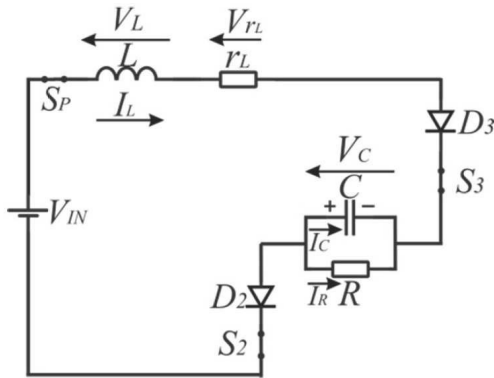 V_L
V_rL
L
r_L
S_P
I_L
D_3
V_C
S_3
C
V_IN
+ −
I_C
D_2
I_R R
S_2